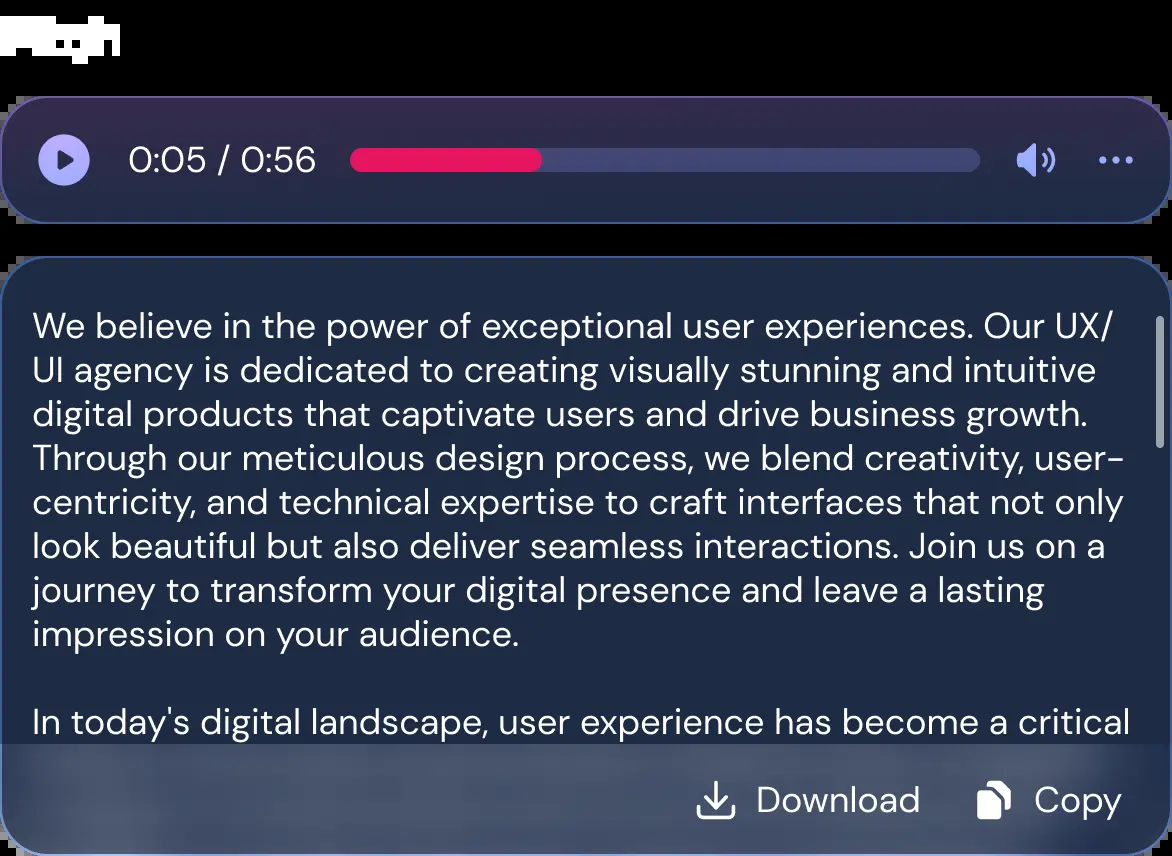 0:05 / 0:56
We believe in the power of exceptional user experiences. Our UX/
UI agency is dedicated to creating visually stunning and intuitive
digital products that captivate users and drive business growth.
Through our meticulous design process, we blend creativity, user-
centricity, and technical expertise to craft interfaces that not only
look beautiful but also deliver seamless interactions. Join us on a
journey to transform your digital presence and leave a lasting
impression on your audience.
In today's digital landscape, user experience has become a critical
Download
Copy